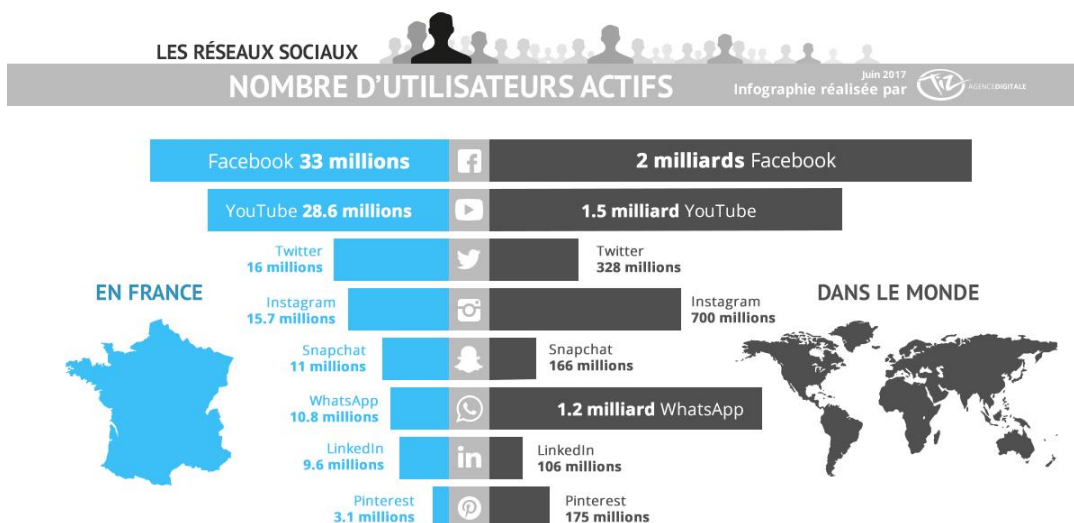 LES RÉSEAUX SOCIAUX
NOMBRE D'UTILISATEURS ACTIFS
Juin 2017
Infographie réalisée par
Tiz
AGENCEDIGITALE
Facebook 33 millions
2 milliards Facebook
YouTube 28.6 millions
1.5 milliard YouTube
Twitter
16 millions
Twitter
328 millions
EN FRANCE
Instagram
15.7 millions
Instagram
700 millions
DANS LE MONDE
Snapchat
11 millions
Snapchat
166 millions
WhatsApp
10.8 millions
1.2 milliard WhatsApp
LinkedIn
9.6 millions
in
LinkedIn
106 millions
Pinterest
3.1 millions
Pinterest
175 millions